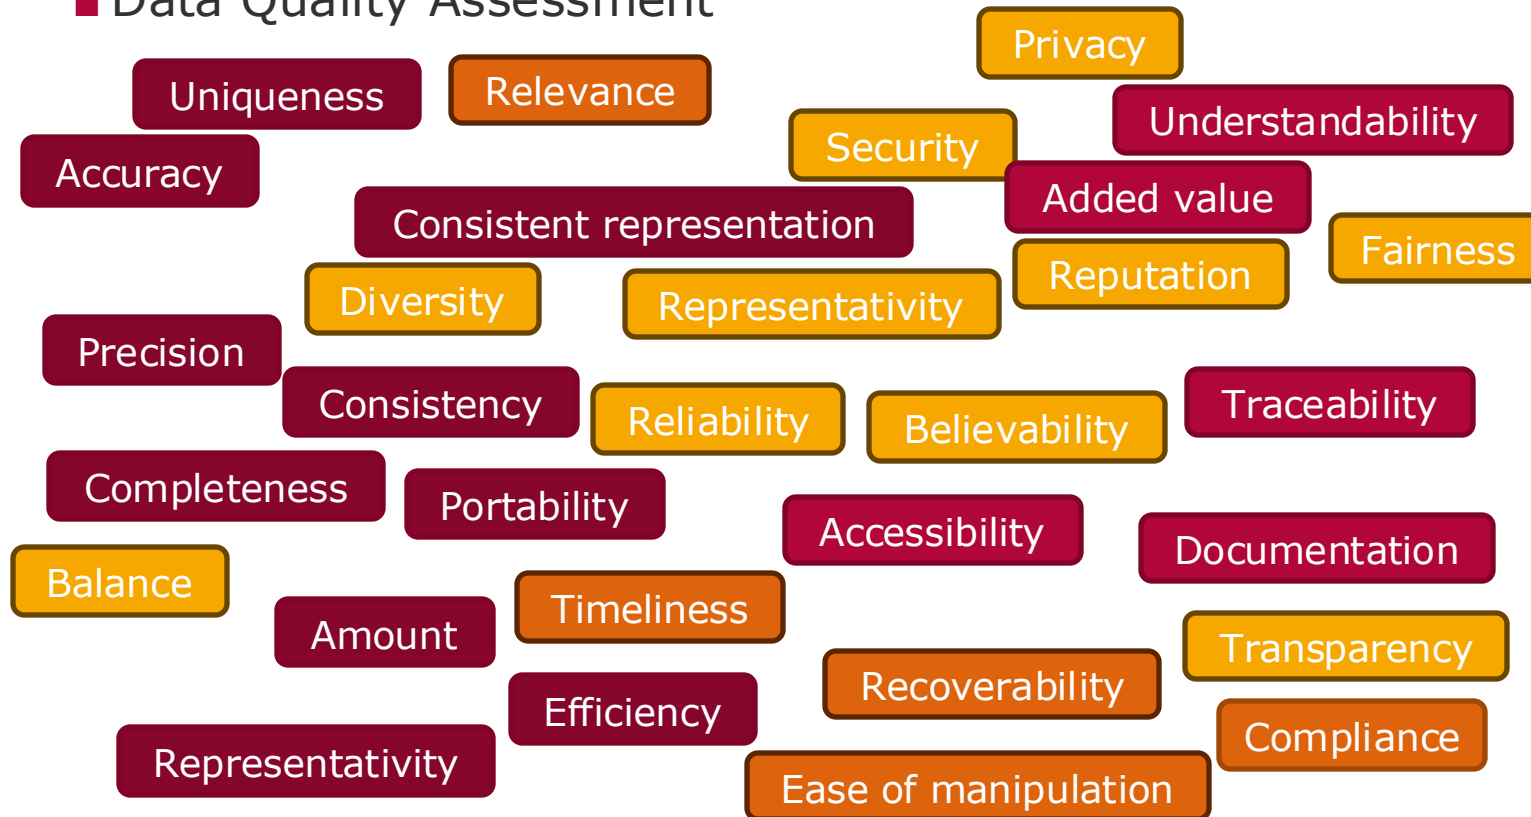 Data Quality Assessment
Privacy
Uniqueness
Relevance
Understandability
Security
Accuracy
Added value
Consistent representation
Fairness
Reputation
Diversity
Representativity
Precision
Consistency
Reliability
Believability
Traceability
Completeness
Portability
Accessibility
Documentation
Balance
Timeliness
Amount
Transparency
Recoverability
Efficiency
Compliance
Representativity
Ease of manipulation